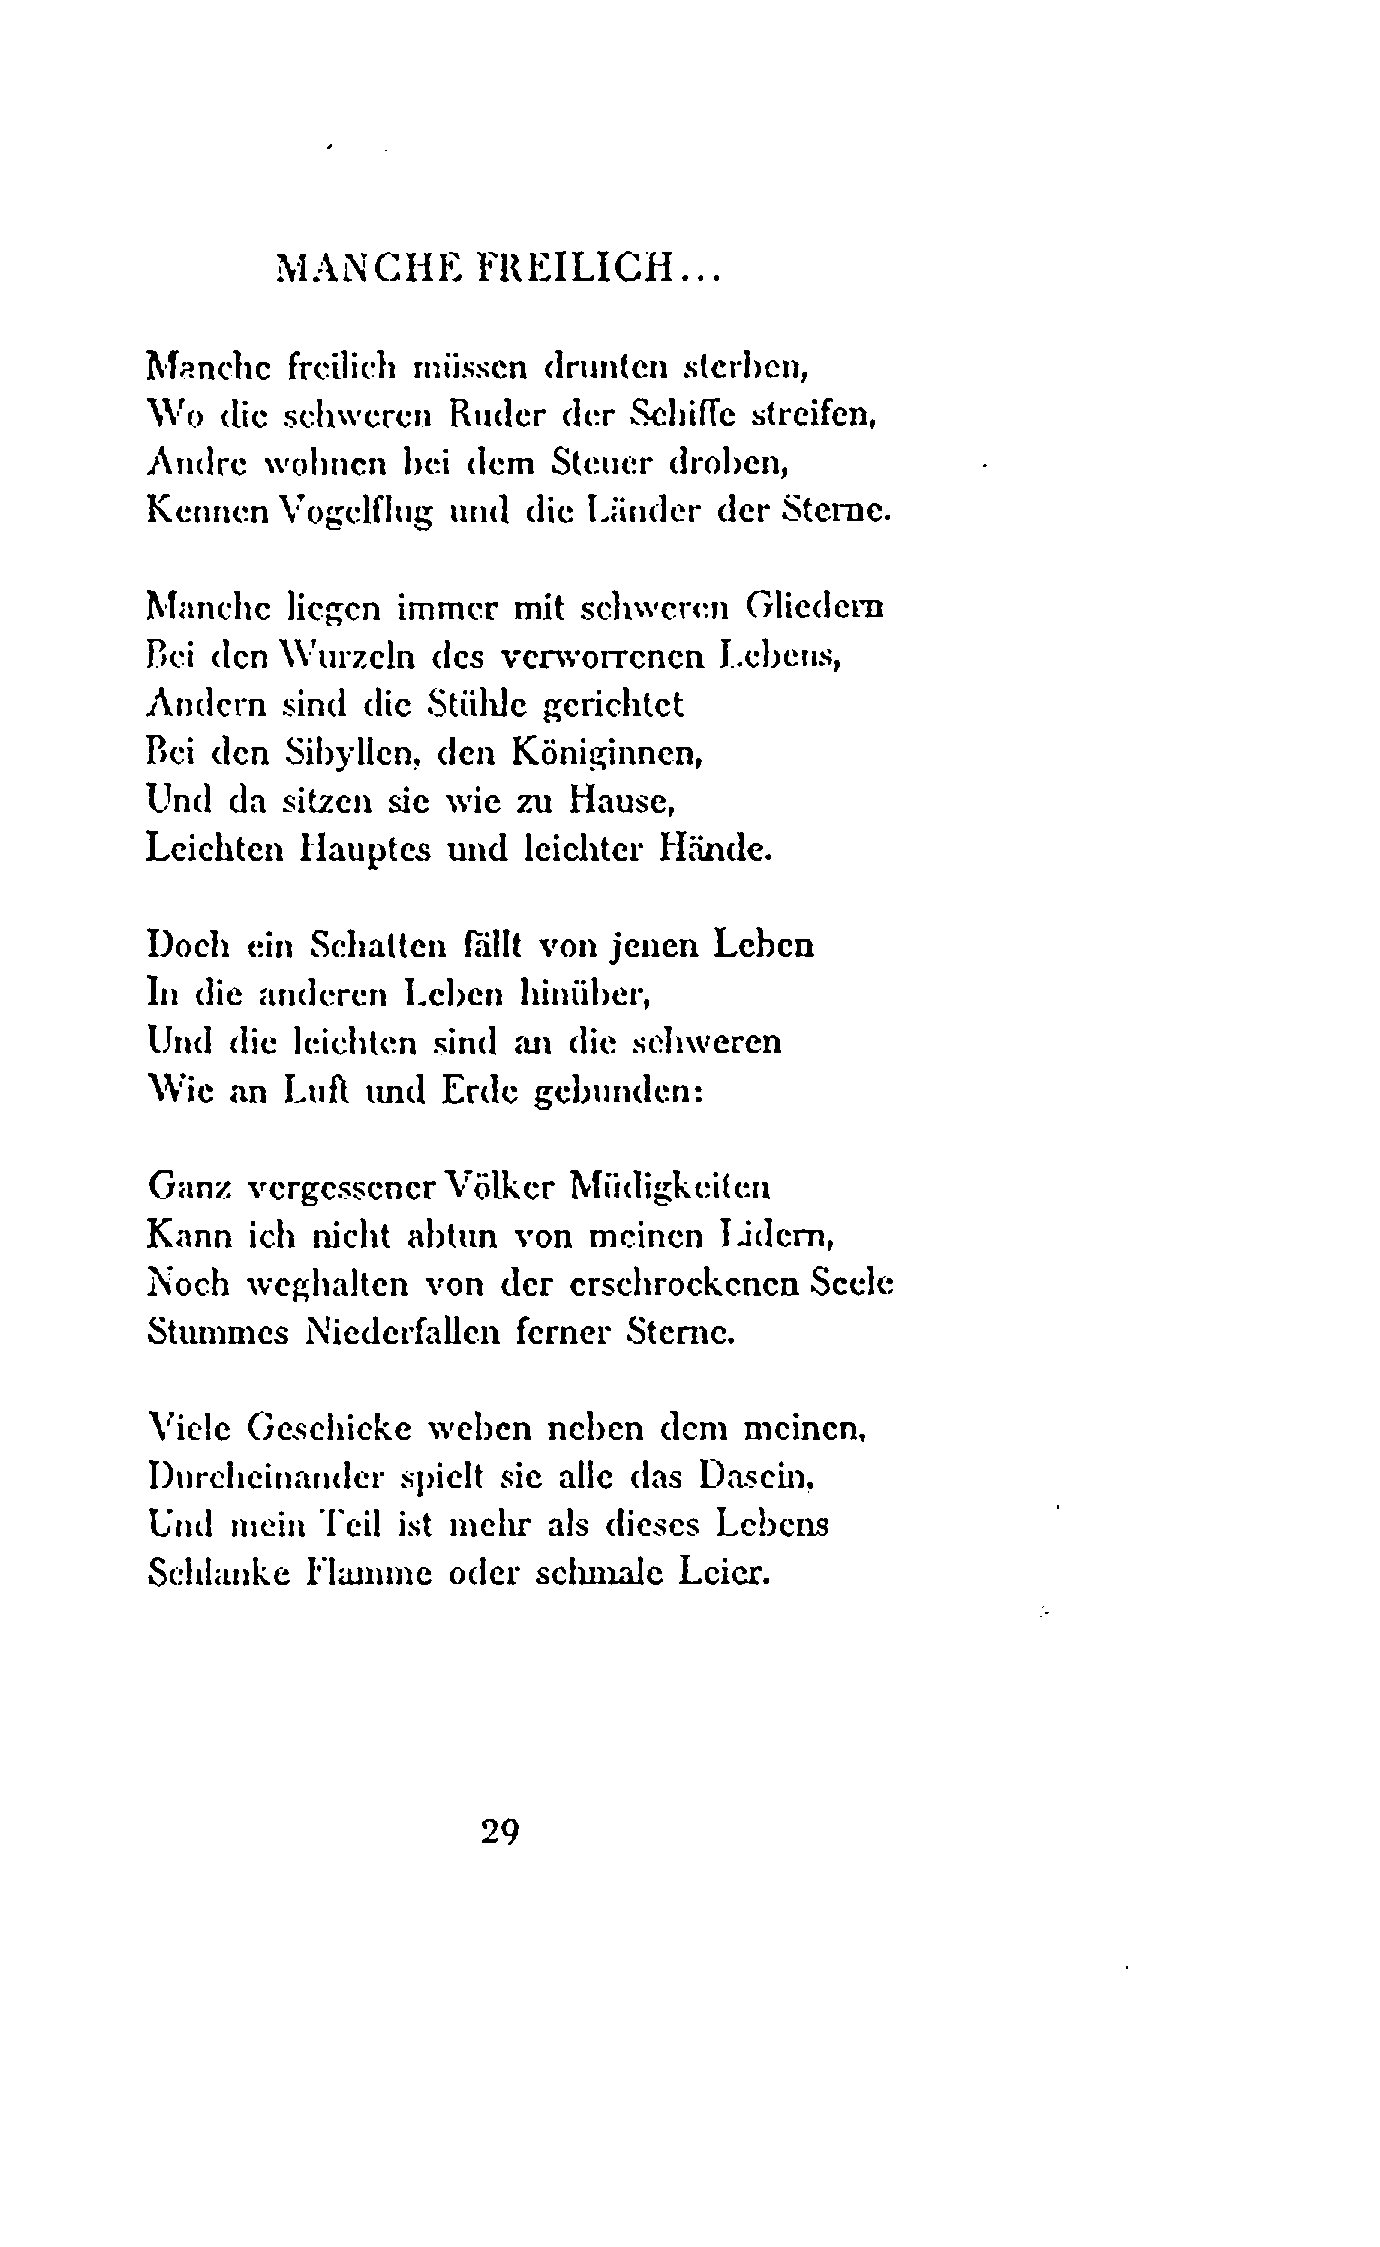 MANCHE FREILICH...
Manche freilich müssen drunten sterben,
Wo die schweren Ruder der Schiffe streifen,
Andre wohnen bei dem Steuer droben,
Kennen Vogelflug und die Länder der Sterne.
Manche liegen immer mit schweren Gliedern
Bei den Wurzeln des verworrenen Lebens,
Andern sind die Stühle gerichtet
Bei den Sibyllen, den Königinnen,
Und da sitzen sie wie zu Hause,
Leichten Hauptes und leichter Hände.
Doch ein Schatten fällt von jenen Leben
In die anderen Leben hinüber,
Und die leichten sind an die schweren
Wie an Luft und Erde gebunden:
Ganz vergessener Völker Müdigkeiten
Kann ich nicht abtun von meinen Lidern,
Noch weghalten von der erschrockenen Seele
Stummes Niederfallen ferner Sterne.
Viele Geschicke weben neben dem meinen,
Durcheinander spielt sie alle das Dasein,
Und mein Teil ist mehr als dieses Lebens
Schlanke Flamme oder schmale Leier.
29